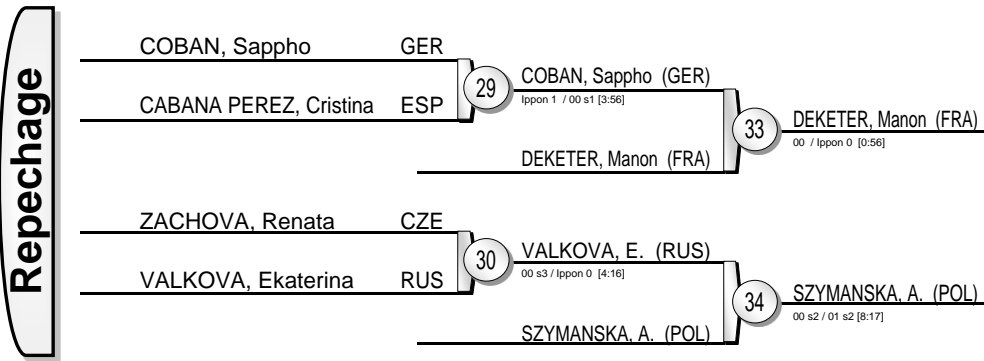 Repechage
COBAN, Sappho GER
CABANA PEREZ, Cristina ESP
29
COBAN, Sappho (GER)
Ippon 1 / 00 s1 [3:56]
DEKETER, Manon (FRA)
33
DEKETER, Manon (FRA)
00 / Ippon 0 [0:56]
ZACHOVA, Renata CZE
VALKOVA, Ekaterina RUS
30
VALKOVA, E. (RUS)
00 s3 / Ippon 0 [4:16]
SZYMANSKA, A. (POL)
34
SZYMANSKA, A. (POL)
00 s2 / 01 s2 [8:17]